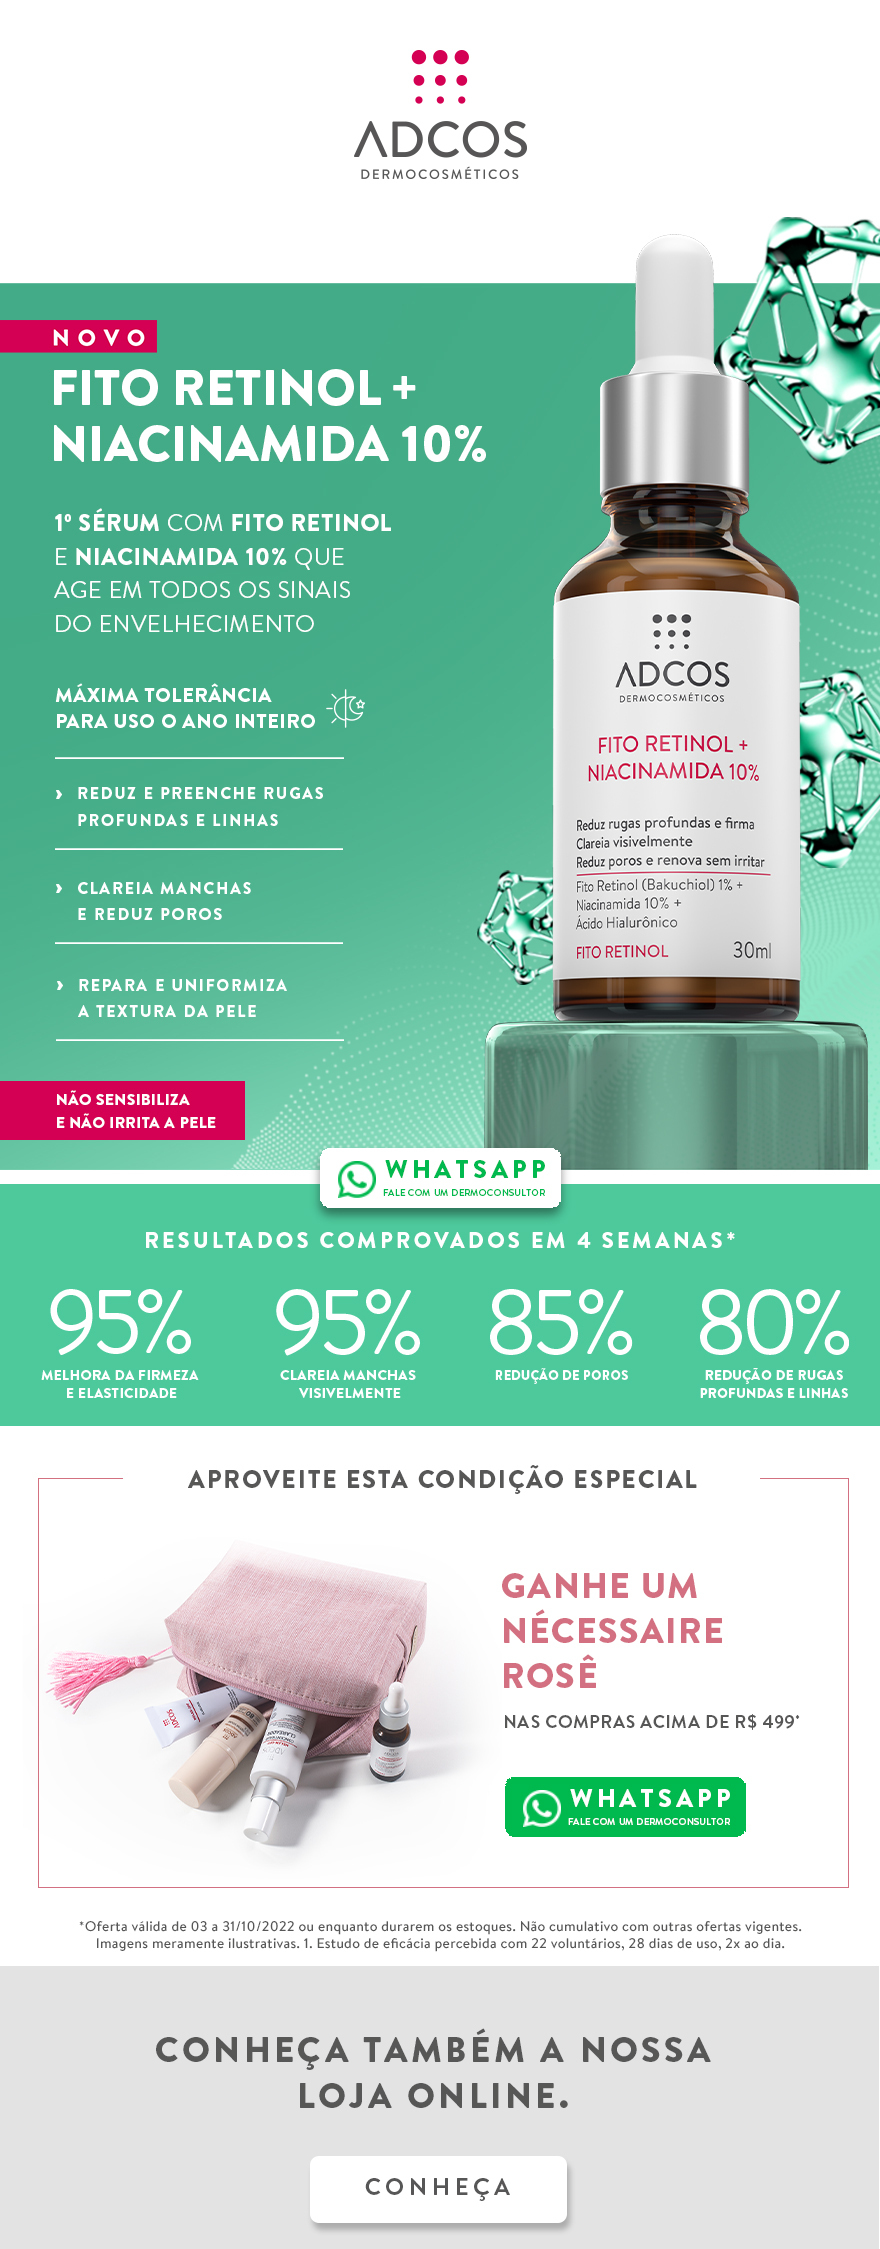 ADCOS
DERMOCOSMÉTICOS
NOVO
FITO RETINOL +
NIACINAMIDA 10%
1º SÉRUM COM FITO RETINOL
E NIACINAMIDA 10% QUE
AGE EM TODOS OS SINAIS
DO ENVELHECIMENTO
MÁXIMA TOLERÂNCIA
PARA USO O ANO INTEIRO
› REDUZ E PREENCHE RUGAS
PROFUNDAS E LINHAS
› CLAREIA MANCHAS
E REDUZ POROS
› REPARA E UNIFORMIZA
A TEXTURA DA PELE
NÃO SENSIBILIZA
E NÃO IRRITA A PELE
ADCOS
DERMOCOSMÉTICOS
FITO RETINOL +
NIACINAMIDA 10%
Reduz rugas profundas e firma
Clareia visivelmente
Reduz poros e renova sem irritar
Fito Retinol (Bakuchiol) 1% +
Niacinamida 10% +
Ácido Hialurônico
FITO RETINOL 30ml
WHATSAPP
FALE COM UM DERMOCONSULTOR
RESULTADOS COMPROVADOS EM 4 SEMANAS*
95% 95% 85% 80%
MELHORA DA FIRMEZA CLAREIA MANCHAS REDUÇÃO DE POROS REDUÇÃO DE RUGAS
E ELASTICIDADE VISIVELMENTE PROFUNDAS E LINHAS
APROVEITE ESTA CONDIÇÃO ESPECIAL
GANHE UM
NÉCESSAIRE
ROSÊ
NAS COMPRAS ACIMA DE R$ 499*
WHATSAPP
FALE COM UM DERMOCONSULTOR
*Oferta válida de 03 a 31/10/2022 ou enquanto durarem os estoques. Não cumulativo com outras ofertas vigentes.
Imagens meramente ilustrativas. 1. Estudo de eficácia percebida com 22 voluntários, 28 dias de uso, 2x ao dia.
CONHEÇA TAMBÉM A NOSSA
LOJA ONLINE.
CONHEÇA